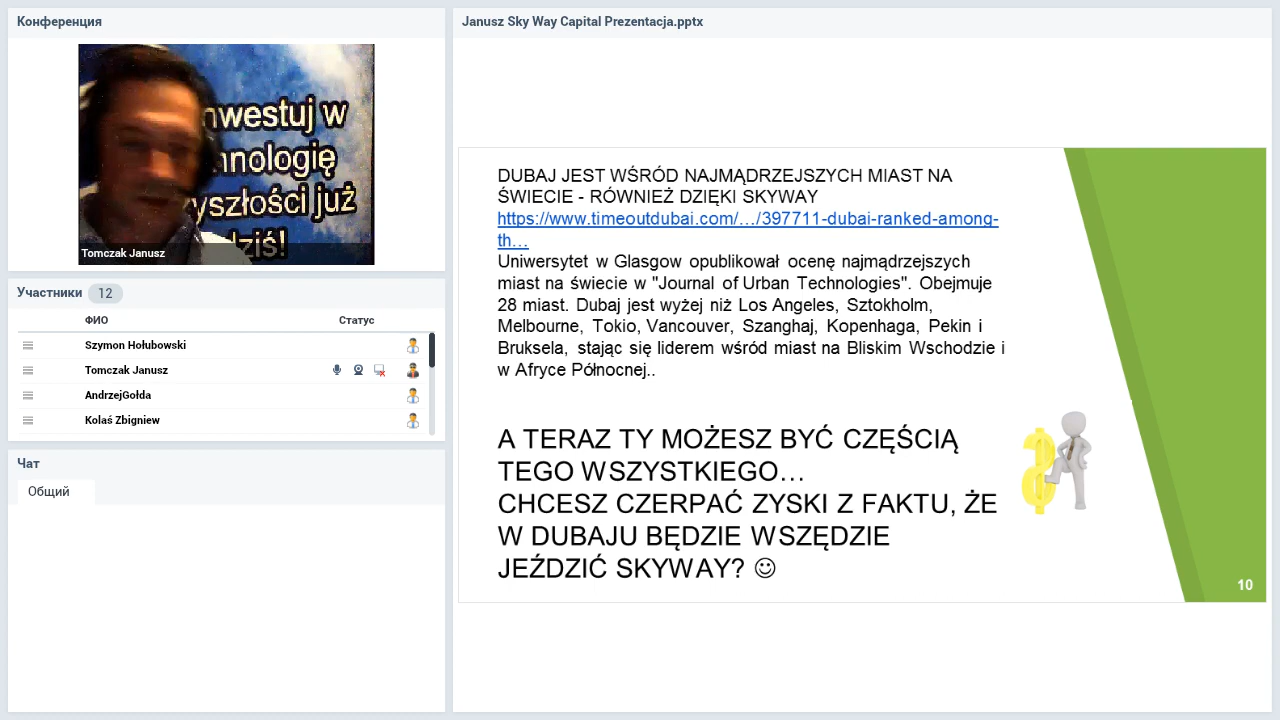 Конференция
nwestuj w
nnologię
yszłości już
dziś!
Tomczak Janusz
Участники 12
ФИО Статус
Szymon Hołubowski
Tomczak Janusz
AndrzejGołda
Kolaś Zbigniew
Чат
Общий
Janusz Sky Way Capital Prezentacja.pptx
DUBAJ JEST WŚRÓD NAJMĄDRZEJSZYCH MIAST NA
ŚWIECIE - RÓWNIEŻ DZIĘKI SKYWAY
https://www.timeoutdubai.com/…/397711-dubai-ranked-among-
th…
Uniwersytet w Glasgow opublikował ocenę najmądrzejszych
miast na świecie w "Journal of Urban Technologies". Obejmuje
28 miast. Dubaj jest wyżej niż Los Angeles, Sztokholm,
Melbourne, Tokio, Vancouver, Szanghaj, Kopenhaga, Pekin i
Bruksela, stając się liderem wśród miast na Bliskim Wschodzie i
w Afryce Północnej..
A TERAZ TY MOŻESZ BYĆ CZĘŚCIĄ
TEGO WSZYSTKIEGO…
CHCESZ CZERPAĆ ZYSKI Z FAKTU, ŻE
W DUBAJU BĘDZIE WSZĘDZIE
JEŹDZIĆ SKYWAY? ☺
10